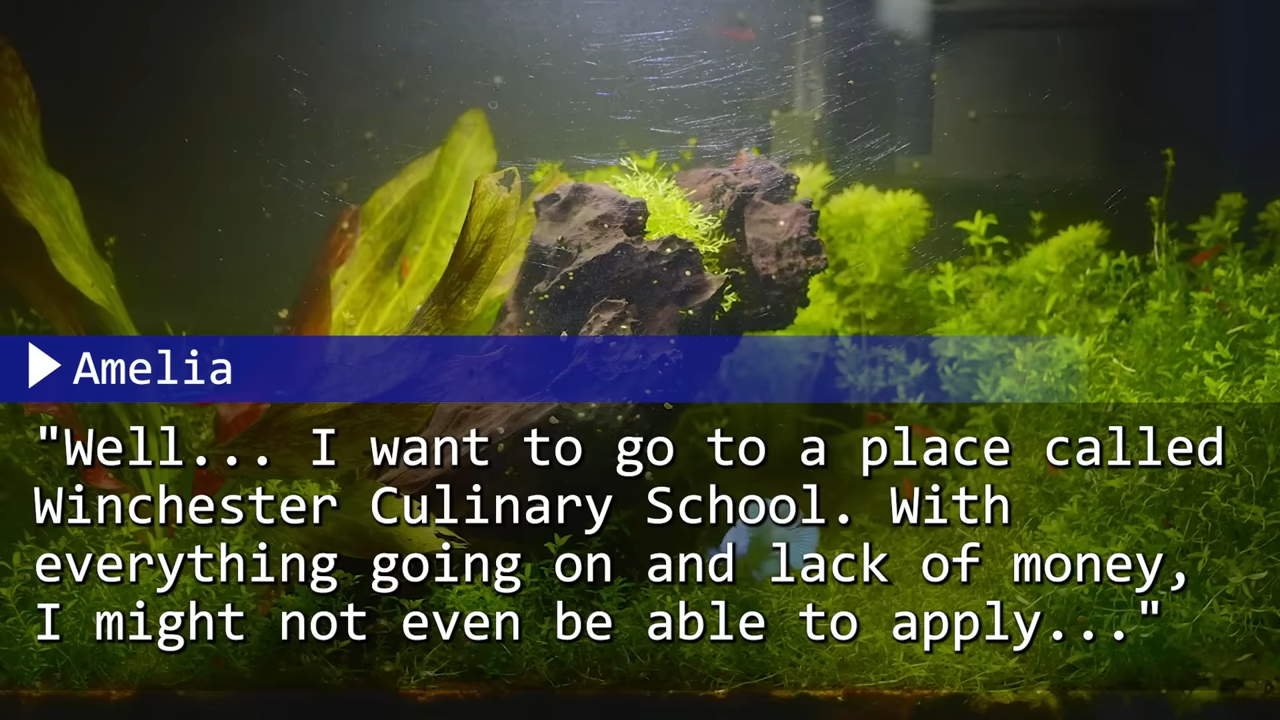 Amelia
"Well... I want to go to a place called
Winchester Culinary School. With
everything going on and lack of money,
I might not even be able to apply..."